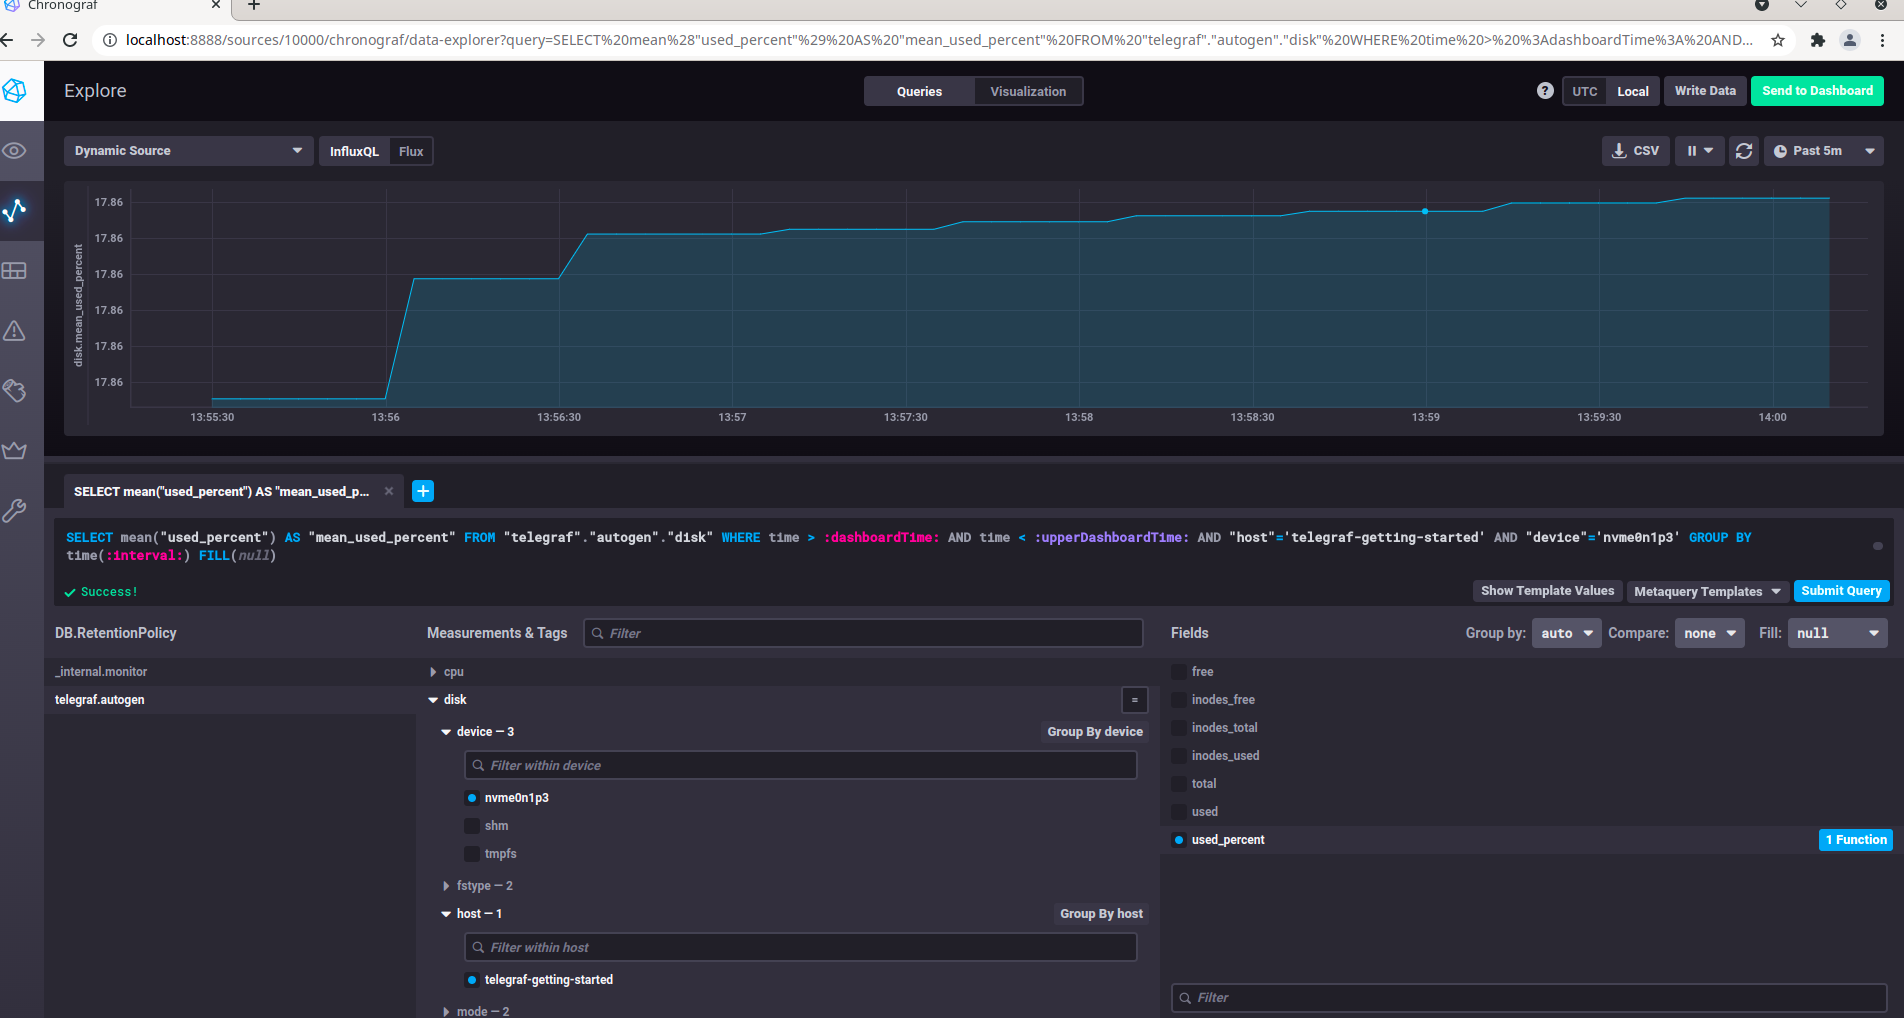 Chronograf
localhost:8888/sources/10000/chronograf/data-explorer?query=SELECT%20mean%28"used_percent"%29%20AS%20"mean_used_percent"%20FROM%20"telegraf"."autogen"."disk"%20WHERE%20time%20>%20%3AdashboardTime%3A%20AND...
Explore
Queries
Visualization
?
UTC
Local
Write Data
Send to Dashboard
Dynamic Source
InfluxQL
Flux
CSV
Past 5m
disk.mean_used_percent
17.86
17.86
17.86
17.86
17.86
17.86
13:55:30
13:56
13:56:30
13:57
13:57:30
13:58
13:58:30
13:59
13:59:30
14:00
SELECT mean("used_percent") AS "mean_used_p...
SELECT mean("used_percent") AS "mean_used_percent" FROM "telegraf"."autogen"."disk" WHERE time > :dashboardTime: AND time < :upperDashboardTime: AND "host"='telegraf-getting-started' AND "device"='nvme0n1p3' GROUP BY
time(:interval:) FILL(null)
Success!
Show Template Values
Metaquery Templates
Submit Query
DB.RetentionPolicy
Measurements & Tags
Filter
Fields
Group by:
auto
Compare:
none
Fill:
null
_internal.monitor
telegraf.autogen
cpu
disk
=
device — 3
Group By device
Filter within device
nvme0n1p3
shm
tmpfs
fstype — 2
host — 1
Group By host
Filter within host
telegraf-getting-started
mode — 2
free
inodes_free
inodes_total
inodes_used
total
used
used_percent
1 Function
Filter